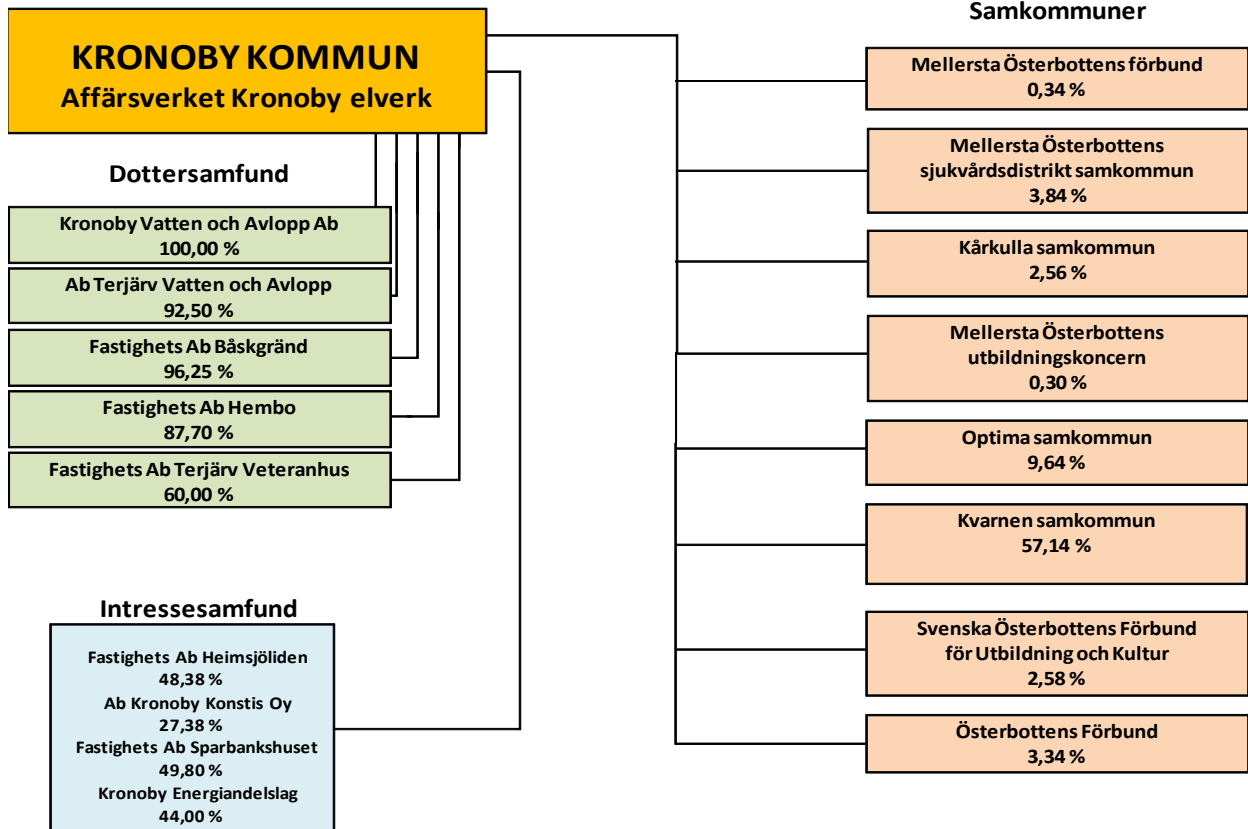 KRONOBY KOMMUN
Affärsverket Kronoby elverk
Dottersamfund
Kronoby Vatten och Avlopp Ab
100,00 %
Ab Terjärv Vatten och Avlopp
92,50 %
Fastighets Ab Båskgränd
96,25 %
Fastighets Ab Hembo
87,70 %
Fastighets Ab Terjärv Veteranhus
60,00 %
Intressesamfund
Fastighets Ab Heimsjöliden
48,38 %
Ab Kronoby Konstis Oy
27,38 %
Fastighets Ab Sparbankshuset
49,80 %
Kronoby Energiandelslag
44,00 %
Samkommuner
Mellersta Österbottens förbund
0,34 %
Mellersta Österbottens
sjukvårdsdistrikt samkommun
3,84 %
Kårkulla samkommun
2,56 %
Mellersta Österbottens
utbildningskoncern
0,30 %
Optima samkommun
9,64 %
Kvarnen samkommun
57,14 %
Svenska Österbottens Förbund
för Utbildning och Kultur
2,58 %
Österbottens Förbund
3,34 %